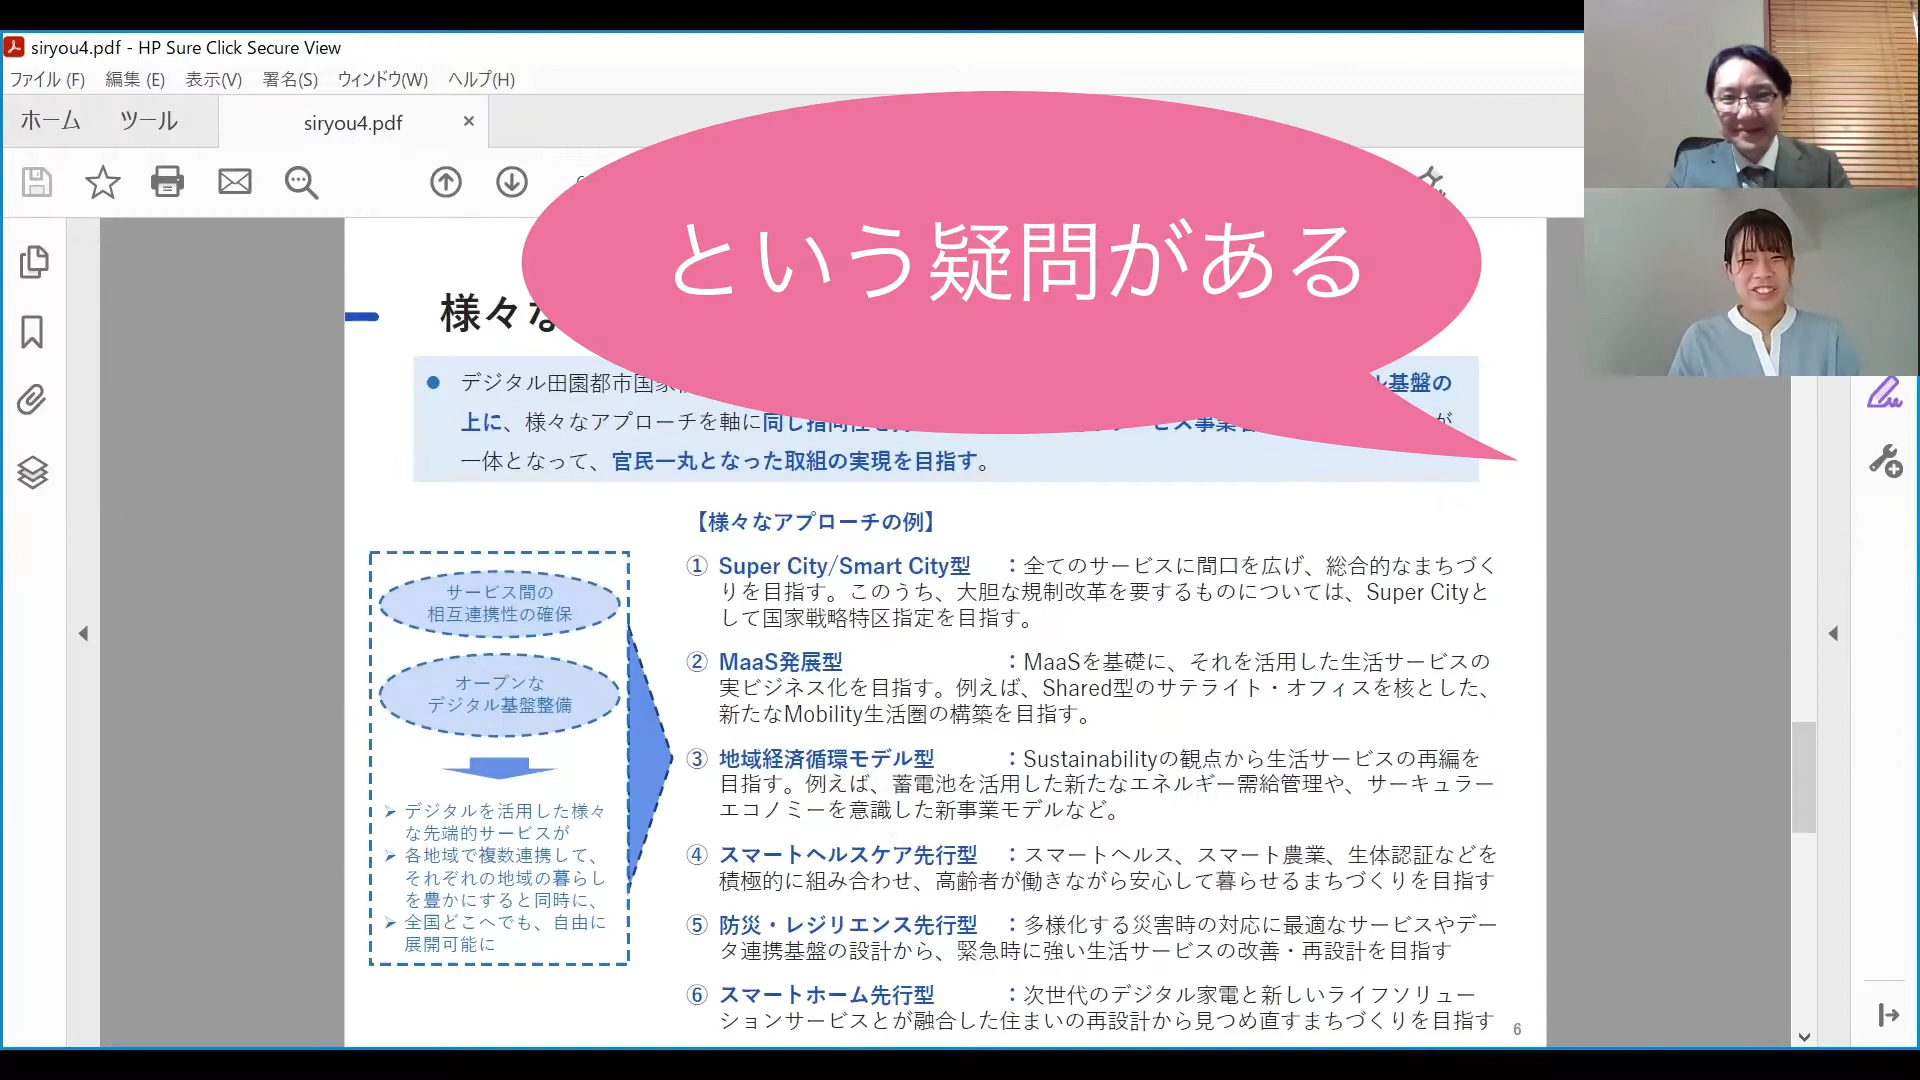 siryou4.pdf - HP Sure Click Secure View
ファイル (F) 編集 (E) 表示(V) 署名(S) ウィンドウ(W) ヘルプ(H)
ホーム ツール siryou4.pdf ×
という疑問がある
様々な
デジタル田園都市国家 基盤の
上に、様々なアプローチを軸に同じ指向性を が
一体となって、官民一丸となった取組の実現を目指す。
【様々なアプローチの例】
サービス間の
相互連携性の確保
オープンな
デジタル基盤整備
➢ デジタルを活用した様々
な先端的サービスが
➢ 各地域で複数連携して、
それぞれの地域の暮らし
を豊かにすると同時に、
➢ 全国どこへでも、自由に
展開可能に
① Super City/Smart City型 ：全てのサービスに間口を広げ、総合的なまちづく
りを目指す。このうち、大胆な規制改革を要するものについては、Super Cityと
して国家戦略特区指定を目指す。
② MaaS発展型 ：MaaSを基礎に、それを活用した生活サービスの
実ビジネス化を目指す。例えば、Shared型のサテライト・オフィスを核とした、
新たなMobility生活圏の構築を目指す。
③ 地域経済循環モデル型 ：Sustainabilityの観点から生活サービスの再編を
目指す。例えば、蓄電池を活用した新たなエネルギー需給管理や、サーキュラー
エコノミーを意識した新事業モデルなど。
④ スマートヘルスケア先行型 ：スマートヘルス、スマート農業、生体認証などを
積極的に組み合わせ、高齢者が働きながら安心して暮らせるまちづくりを目指す
⑤ 防災・レジリエンス先行型 ：多様化する災害時の対応に最適なサービスやデー
タ連携基盤の設計から、緊急時に強い生活サービスの改善・再設計を目指す
⑥ スマートホーム先行型 ：次世代のデジタル家電と新しいライフソリュー
ションサービスとが融合した住まいの再設計から見つめ直すまちづくりを目指す
6